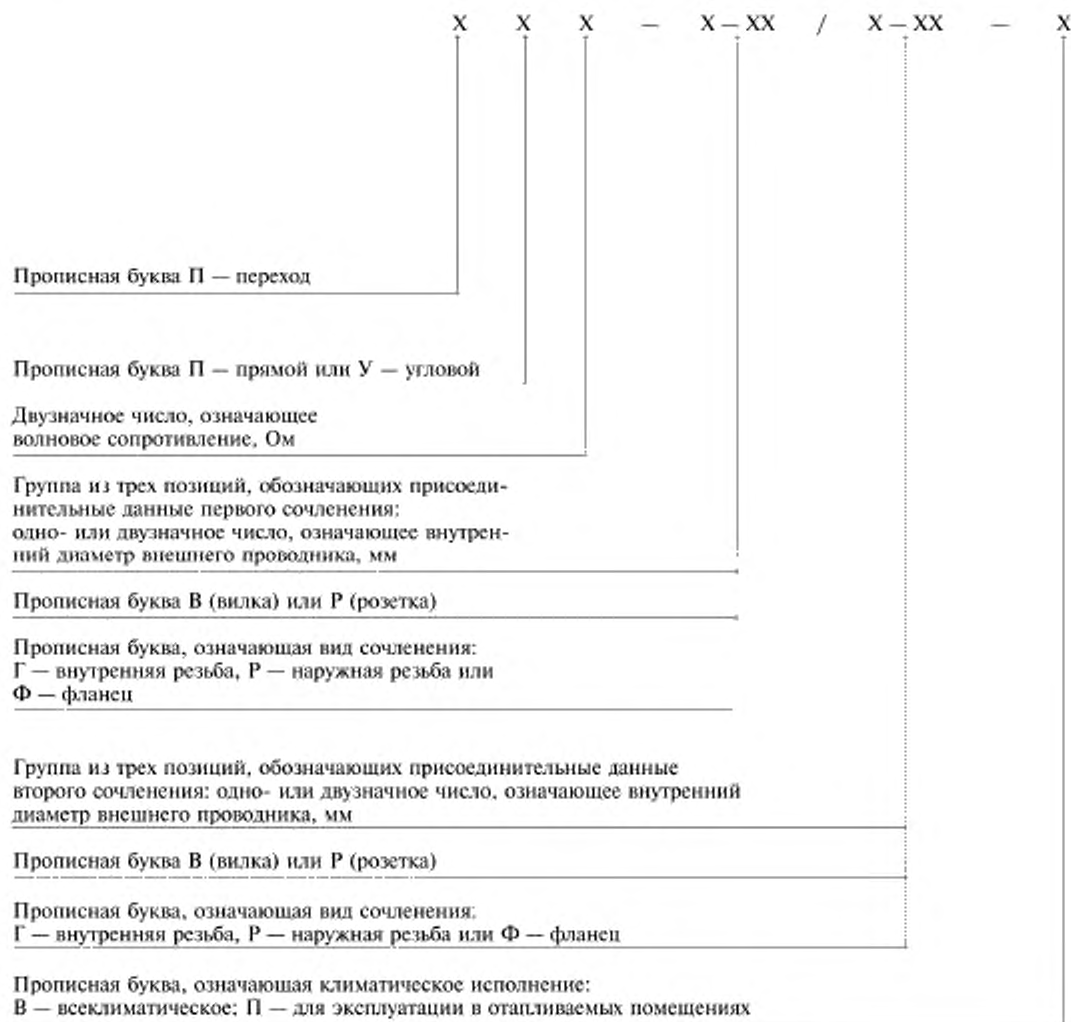 X X X — X – XX / X – XX — X
Прописная буква П — переход
Прописная буква П — прямой или У — угловой
Двузначное число, означающее
волновое сопротивление, Ом
Группа из трех позиций, обозначающих присоеди-
нительные данные первого сочленения:
одно- или двузначное число, означающее внутрен-
ний диаметр внешнего проводника, мм
Прописная буква В (вилка) или Р (розетка)
Прописная буква, означающая вид сочленения:
Г — внутренняя резьба, Р — наружная резьба или
Ф — фланец
Группа из трех позиций, обозначающих присоединительные данные
второго сочленения: одно- или двузначное число, означающее внутренний
диаметр внешнего проводника, мм
Прописная буква В (вилка) или Р (розетка)
Прописная буква, означающая вид сочленения:
Г — внутренняя резьба, Р — наружная резьба или Ф — фланец
Прописная буква, означающая климатическое исполнение:
В — всеклиматическое; П — для эксплуатации в отапливаемых помещениях